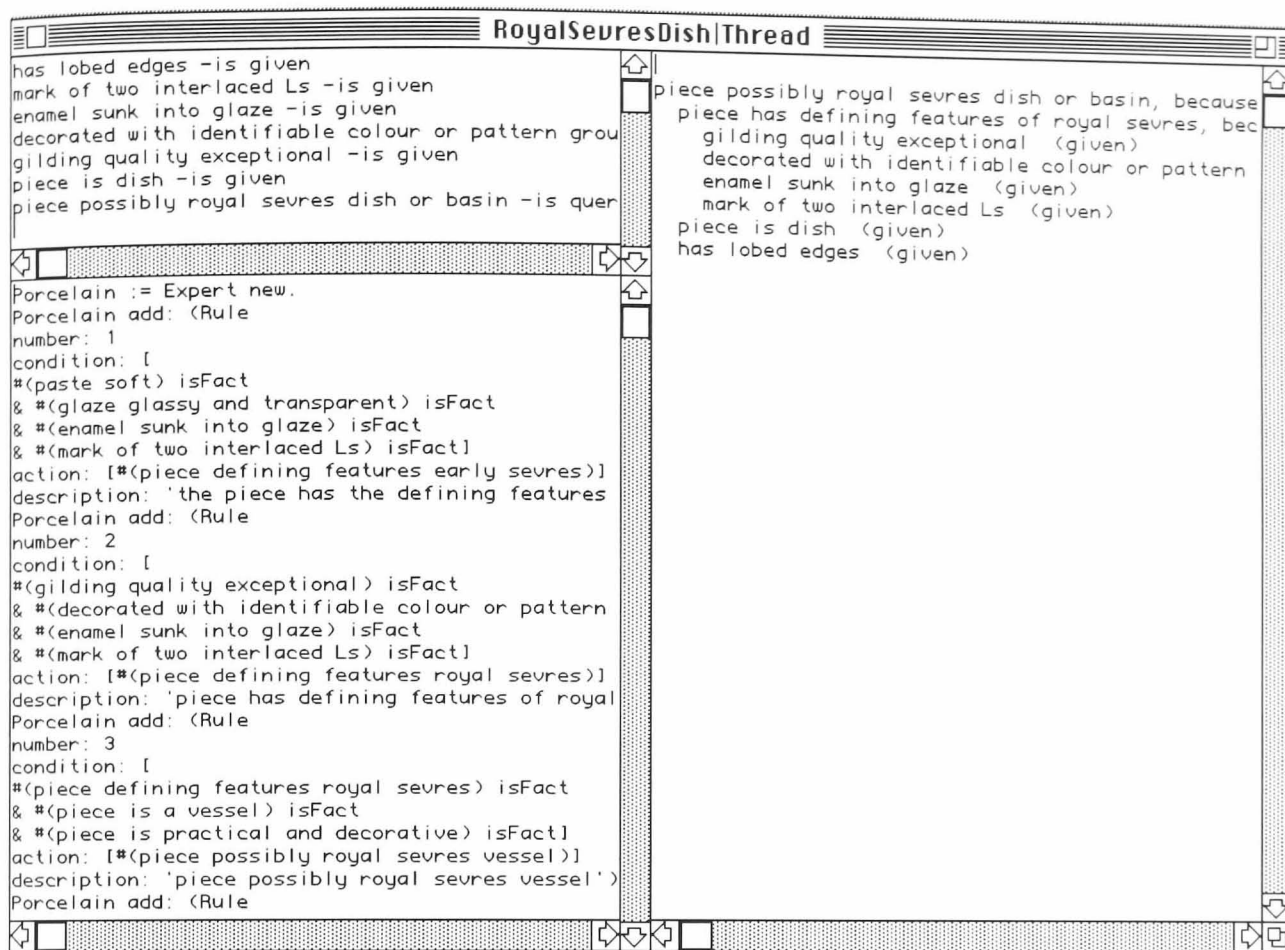 RoyalSevresDish|Thread
has lobed edges -is given
mark of two interlaced Ls -is given
enamel sunk into glaze -is given
decorated with identifiable colour or pattern grou
gilding quality exceptional -is given
piece is dish -is given
piece possibly royal sevres dish or basin -is quer
Porcelain := Expert new.
Porcelain add: (Rule
number: 1
condition: [
#(paste soft) isFact
& #(glaze glassy and transparent) isFact
& #(enamel sunk into glaze) isFact
& #(mark of two interlaced Ls) isFact]
action: [#(piece defining features early sevres)]
description: 'the piece has the defining features
Porcelain add: (Rule
number: 2
condition: [
#(gilding quality exceptional) isFact
& #(decorated with identifiable colour or pattern
& #(enamel sunk into glaze) isFact
& #(mark of two interlaced Ls) isFact]
action: [#(piece defining features royal sevres)]
description: 'piece has defining features of royal
Porcelain add: (Rule
number: 3
condition: [
#(piece defining features royal sevres) isFact
& #(piece is a vessel) isFact
& #(piece is practical and decorative) isFact]
action: [#(piece possibly royal sevres vessel)]
description: 'piece possibly royal sevres vessel')
Porcelain add: (Rule
piece possibly royal sevres dish or basin, because
piece has defining features of royal sevres, bec
gilding quality exceptional (given)
decorated with identifiable colour or pattern
enamel sunk into glaze (given)
mark of two interlaced Ls (given)
piece is dish (given)
has lobed edges (given)